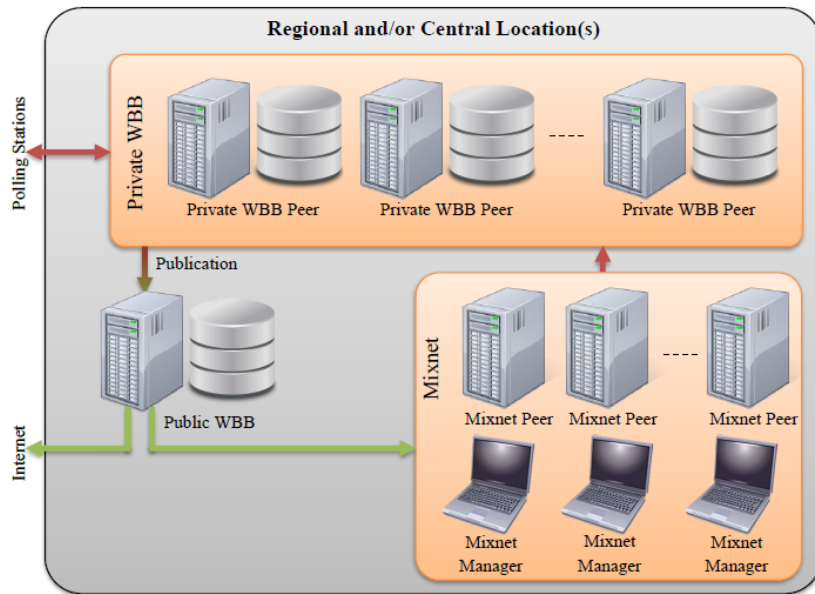 Regional and/or Central Location(s)
Polling Stations
Private WBB
Private WBB Peer
Private WBB Peer
Private WBB Peer
Publication
Public WBB
Internet
Mixnet
Mixnet Peer
Mixnet Peer
Mixnet Peer
Mixnet
Manager
Mixnet
Manager
Mixnet
Manager